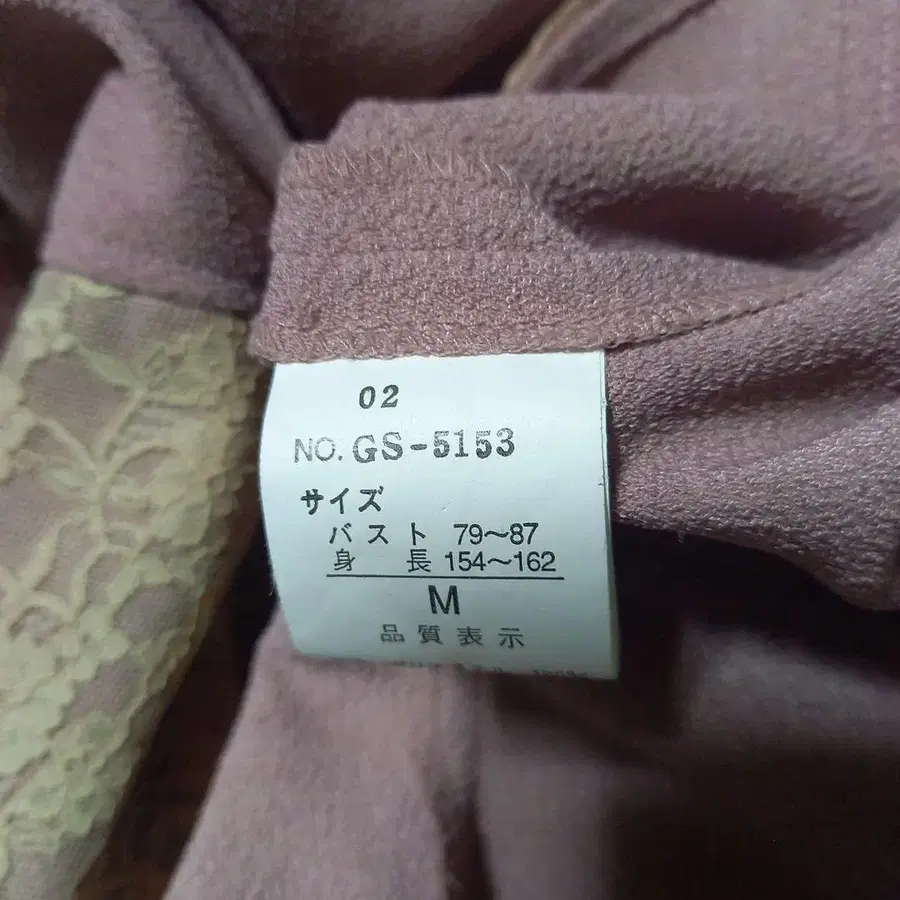 02
NO. GS-5153
サイズ
バスト 79～87
身長 154～162
M
品質表示